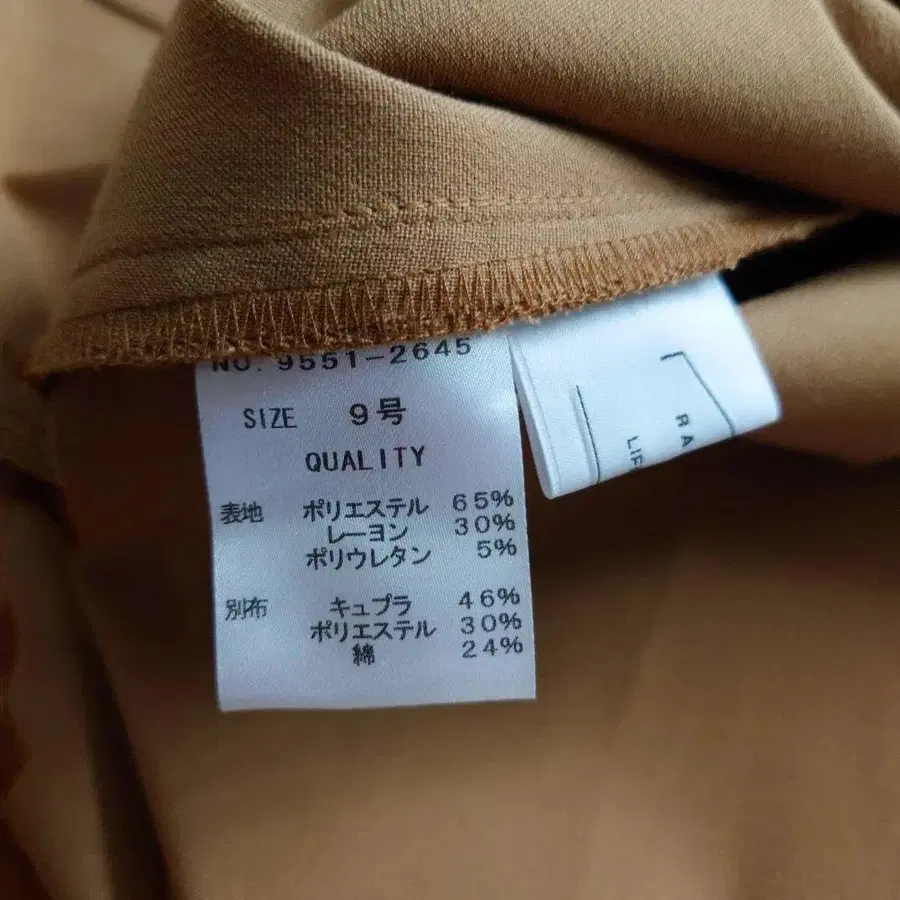 NO. 9551-2645
SIZE 9号
QUALITY
表地 ポリエステル 65%
レーヨン 30%
ポリウレタン 5%
別布 キュプラ 46%
ポリエステル 30%
綿 24%